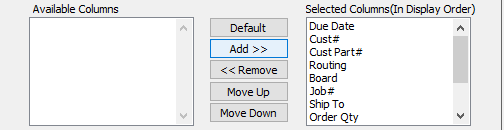 Available Columns
Selected Columns(In Display Order)
Default
Add >>
<< Remove
Move Up
Move Down
Due Date
Cust#
Cust Part#
Routing
Board
Job#
Ship To
Order Qty